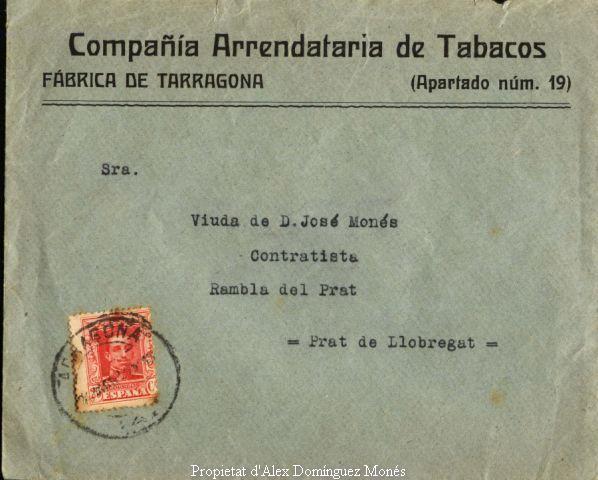 Compañía Arrendataria de Tabacos
FÁBRICA DE TARRAGONA (Apartado núm. 19)
Sra.
Viuda de D. José Monés
Contratista
Rambla del Prat
= Prat de Llobregat =
ARRAGONA
ESPAÑA
Propietat d'Alex Domínguez Monés